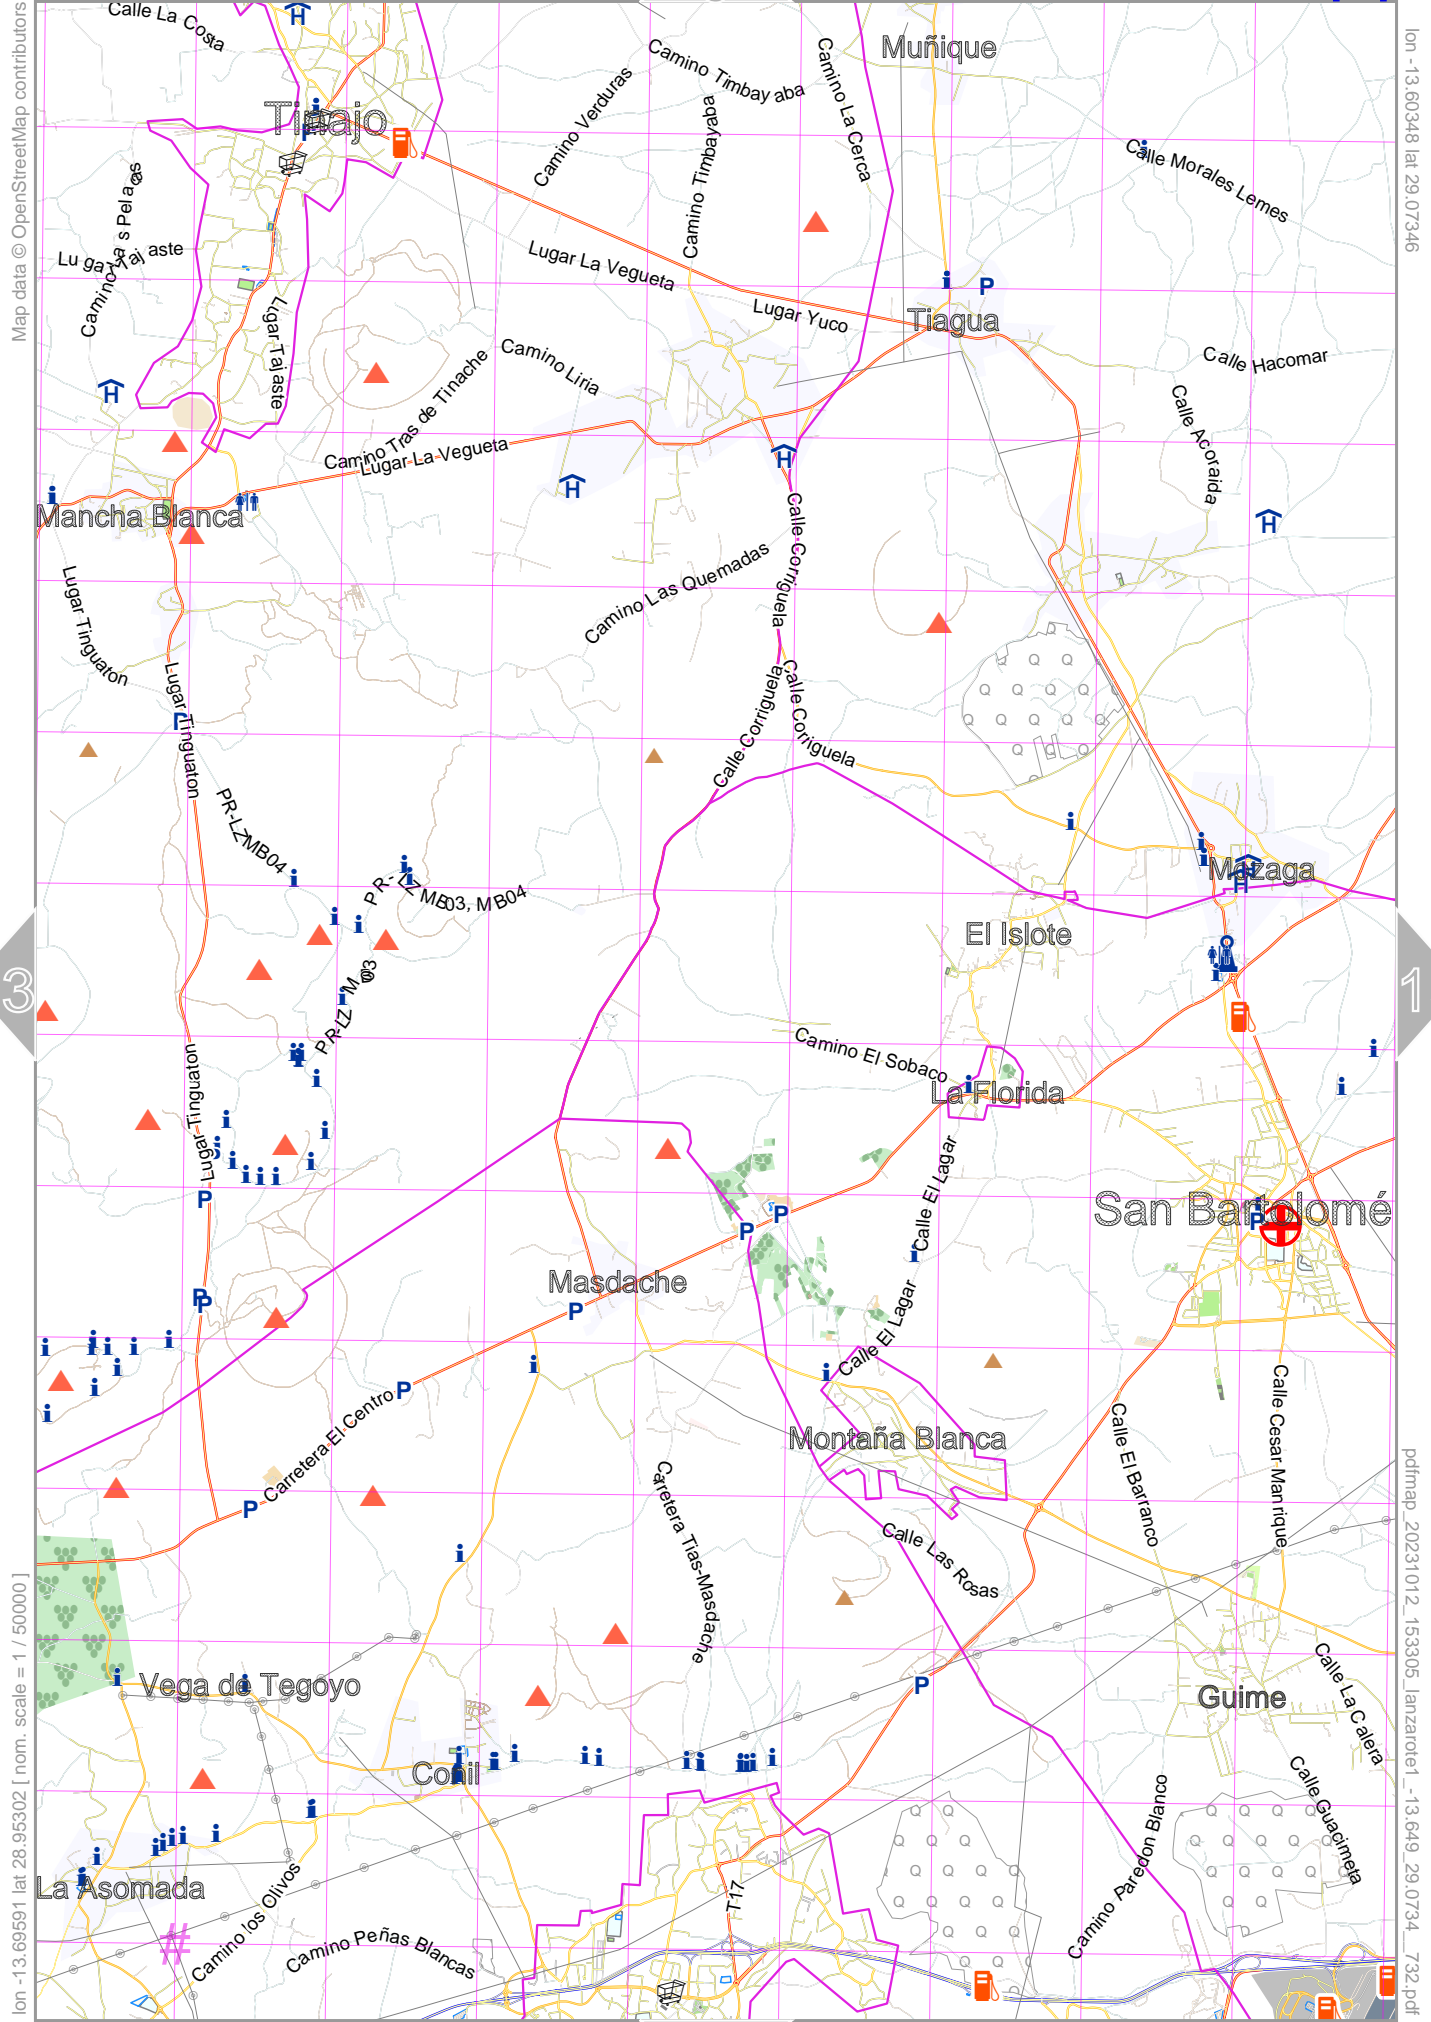 Calle La Costa
Muñique
Camino Timbayaba
Camino Verduras
Camino La Cerca
Tinajo
Camino Timbayaba
Calle Morales Lemes
Camino Las Pelacas
Lugar Tajaste
Lugar La Vegueta
Lugar Yuco
Tiagua
Lugar Tajaste
Camino Liria
Calle Hacomar
Camino Tras de Tinache
Calle Acoraida
Lugar La Vegueta
Mancha Blanca
Calle Corriguela
Camino Las Quemadas
Lugar Tinguaton
Lugar Tinguaton
Calle Corriguela
Calle Corriguela
PR-LZ MB04
PR-LZ MB03, MB04
Mozaga
El Islote
3
1
Camino El Sobaco
Lugar Tinguaton
La Florida
Calle El Lagar
San Bartolomé
Masdache
Calle El Lagar
Carretera El Centro
Calle Cesar Manrique
Calle El Barranco
Montaña Blanca
Carretera Tias-Masdache
Calle Las Rosas
Vega de Tegoyo
Guime
Calle La Calera
Conil
Calle Guacimeta
Camino Paredon Blanco
La Asomada
T17
Camino los Olivos
Camino Peñas Blancas
Map data © OpenStreetMap contributors
lon -13.69591 lat 28.95302 [ nom. scale = 1 / 50000 ]
lon -13.60348 lat 29.07346
pdfmap_20231012_153305_lanzarote1_-13.649_29.0734__732.pdf